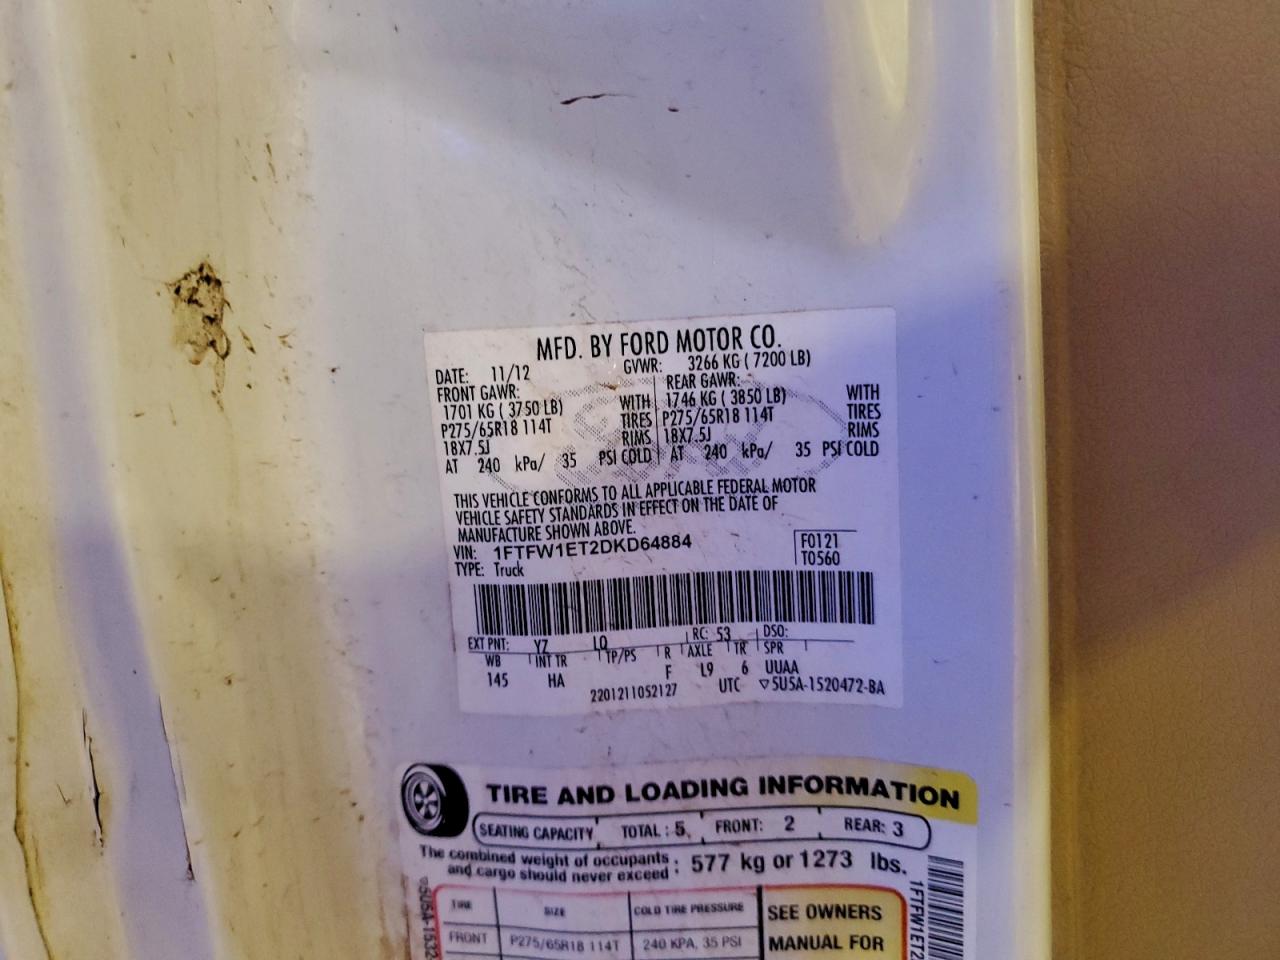 MFD. BY FORD MOTOR CO.
DATE: 11/12 GVWR: 3266 KG ( 7200 LB)
FRONT GAWR: REAR GAWR:
1701 KG ( 3750 LB) WITH 1746 KG ( 3850 LB) WITH
P275/65R18 114T TIRES P275/65R18 114T TIRES
18X7.5J RIMS 18X7.5J RIMS
AT 240 kPa/ 35 PSI COLD AT 240 kPa/ 35 PSI COLD
THIS VEHICLE CONFORMS TO ALL APPLICABLE FEDERAL MOTOR
VEHICLE SAFETY STANDARDS IN EFFECT ON THE DATE OF
MANUFACTURE SHOWN ABOVE.
VIN: 1FTFW1ET2DKD64884 F0121
TYPE: Truck T0560
EXT PNT: YZ LQ RC: 53 DSO:
WB INT TR TP/PS R AXLE TR SPR
145 HA F L9 6 UUAA
2201211052127 UTC ▽5U5A-1520472-BA
TIRE AND LOADING INFORMATION
SEATING CAPACITY TOTAL : 5 FRONT: 2 REAR: 3
The combined weight of occupants and cargo should never exceed : 577 kg or 1273 lbs.
TIRE SIZE COLD TIRE PRESSURE SEE OWNERS
FRONT P275/65R18 114T 240 KPA, 35 PSI MANUAL FOR
▽5U5A-1532
1FTFW1ET2